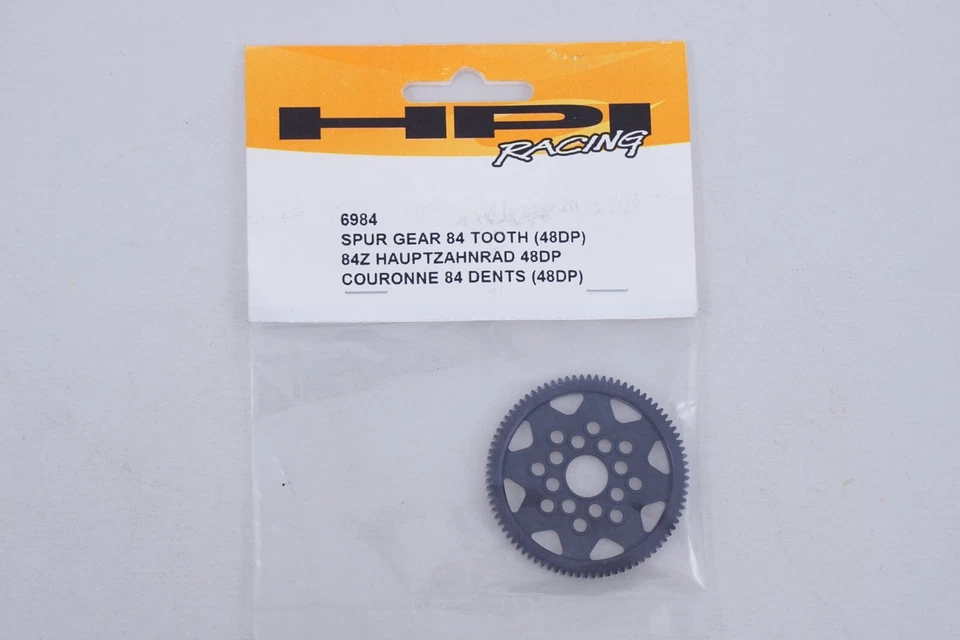 HPI
RACING
6984
SPUR GEAR 84 TOOTH (48DP)
84Z HAUPTZAHNRAD 48DP
COURONNE 84 DENTS (48DP)